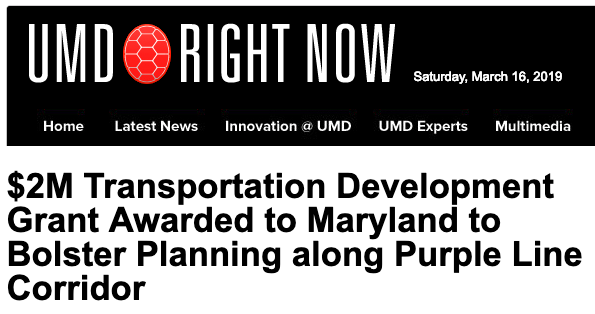 UMD RIGHT NOW
Saturday, March 16, 2019
Home Latest News Innovation @ UMD UMD Experts Multimedia
$2M Transportation Development
Grant Awarded to Maryland to
Bolster Planning along Purple Line
Corridor